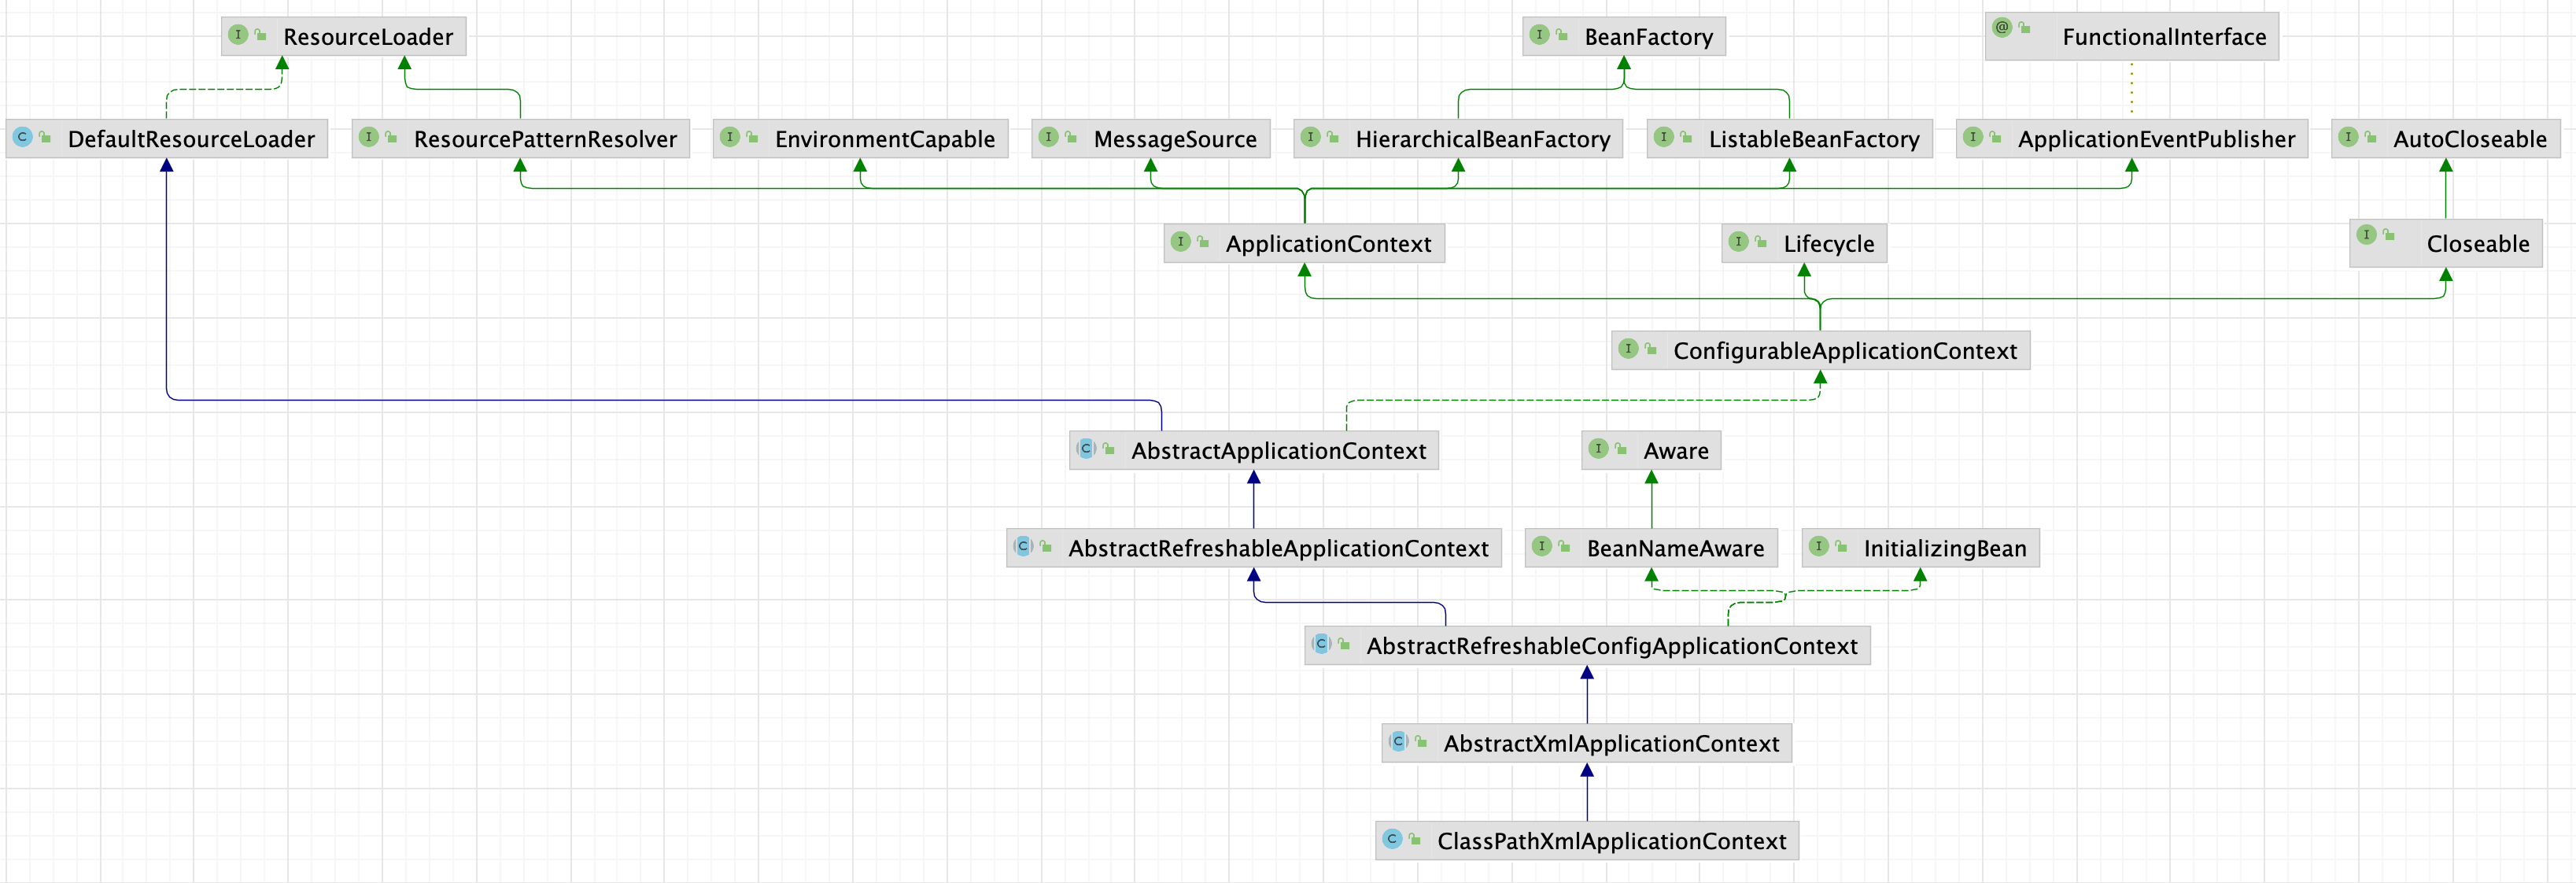 ResourceLoader
BeanFactory
FunctionalInterface
DefaultResourceLoader
ResourcePatternResolver
EnvironmentCapable
MessageSource
HierarchicalBeanFactory
ListableBeanFactory
ApplicationEventPublisher
AutoCloseable
ApplicationContext
Lifecycle
Closeable
ConfigurableApplicationContext
AbstractApplicationContext
Aware
AbstractRefreshableApplicationContext
BeanNameAware
InitializingBean
AbstractRefreshableConfigApplicationContext
AbstractXmlApplicationContext
ClassPathXmlApplicationContext